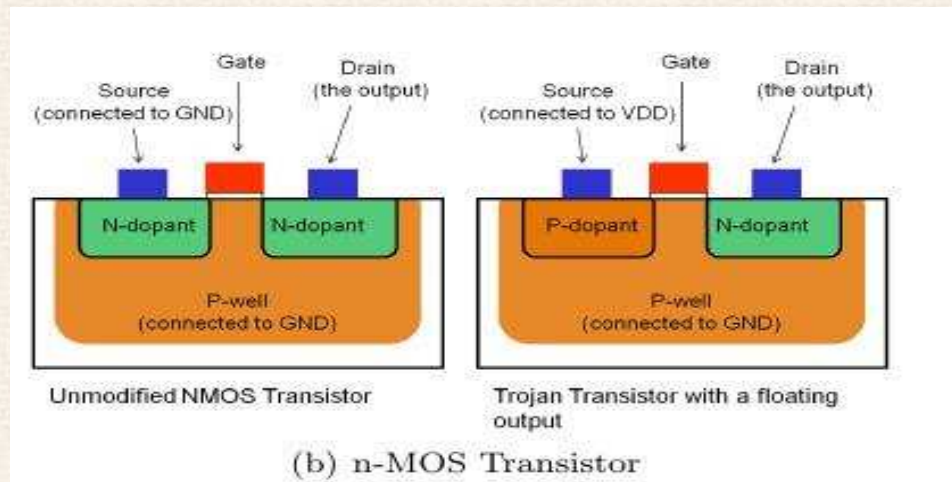 Gate
Drain
(the output)
Source
(connected to GND)
N-dopant
N-dopant
P-well
(connected to GND)
Unmodified NMOS Transistor
Gate
Drain
(the output)
Source
(connected to VDD)
P-dopant
N-dopant
P-well
(connected to GND)
Trojan Transistor with a floating
output
(b) n-MOS Transistor